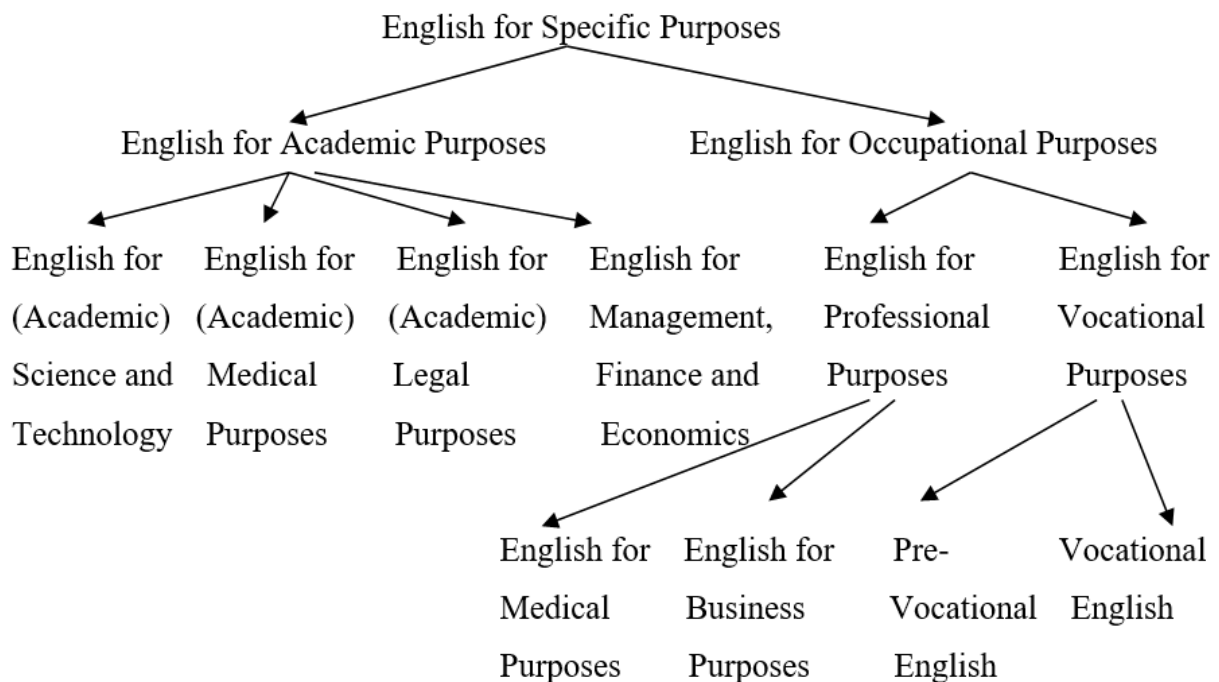 English for Specific Purposes
English for Academic Purposes
English for Occupational Purposes
English for
(Academic)
Science and
Technology
English for
(Academic)
Medical
Purposes
English for
(Academic)
Legal
Purposes
English for
Management,
Finance and
Economics
English for
Professional
Purposes
English for
Vocational
Purposes
English for
Medical
Purposes
English for
Business
Purposes
Pre-
Vocational
English
Vocational
English